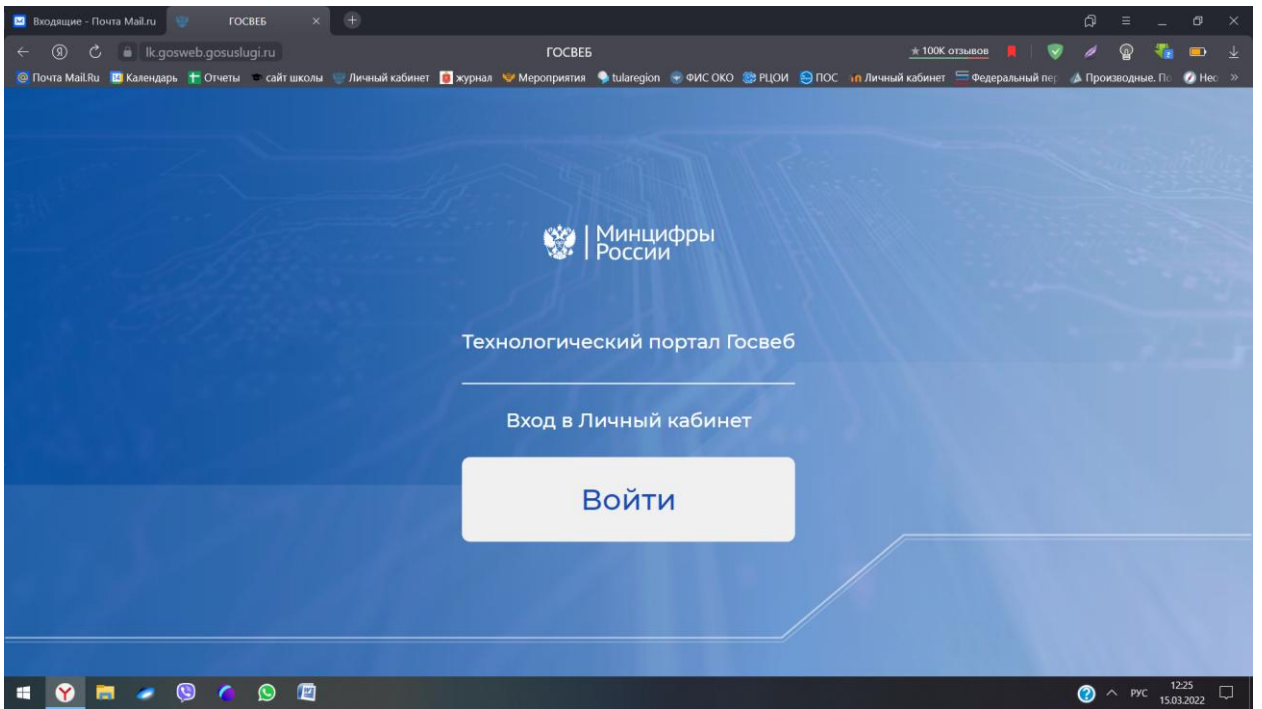 Входящие - Почта Mail.ru
ГОСВЕБ
lk.gosweb.gosuslugi.ru
ГОСВЕБ
★ 100K отзывов
Почта Mail.Ru Календарь Отчеты сайт школы Личный кабинет журнал Мероприятия tularegion ФИС ОКО РЦОИ ПОС Личный кабинет Федеральный пер Производные. По Нео »
Минцифры
России
Технологический портал Госвеб
Вход в Личный кабинет
Войти
РУС
12:25
15.03.2022